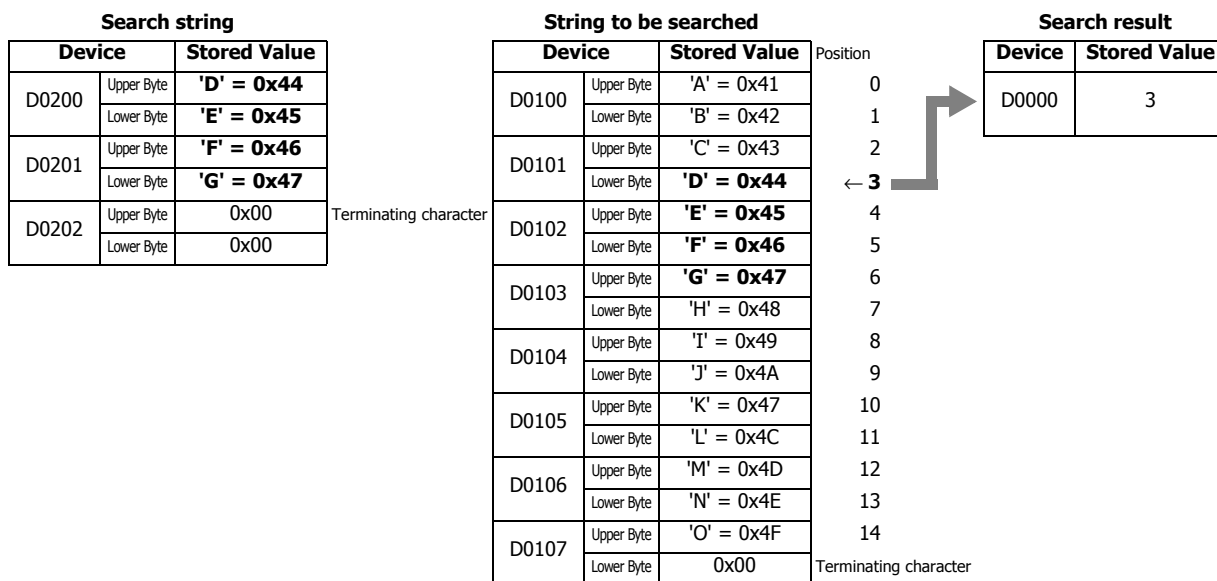 Search string
Device Stored Value
D0200 Upper Byte 'D' = 0x44
Lower Byte 'E' = 0x45
D0201 Upper Byte 'F' = 0x46
Lower Byte 'G' = 0x47
D0202 Upper Byte 0x00 Terminating character
Lower Byte 0x00
String to be searched
Device Stored Value Position
D0100 Upper Byte 'A' = 0x41 0
Lower Byte 'B' = 0x42 1
D0101 Upper Byte 'C' = 0x43 2
Lower Byte 'D' = 0x44 ← 3
D0102 Upper Byte 'E' = 0x45 4
Lower Byte 'F' = 0x46 5
D0103 Upper Byte 'G' = 0x47 6
Lower Byte 'H' = 0x48 7
D0104 Upper Byte 'I' = 0x49 8
Lower Byte 'J' = 0x4A 9
D0105 Upper Byte 'K' = 0x47 10
Lower Byte 'L' = 0x4C 11
D0106 Upper Byte 'M' = 0x4D 12
Lower Byte 'N' = 0x4E 13
D0107 Upper Byte 'O' = 0x4F 14
Lower Byte 0x00 Terminating character
Search result
Device Stored Value
D0000 3